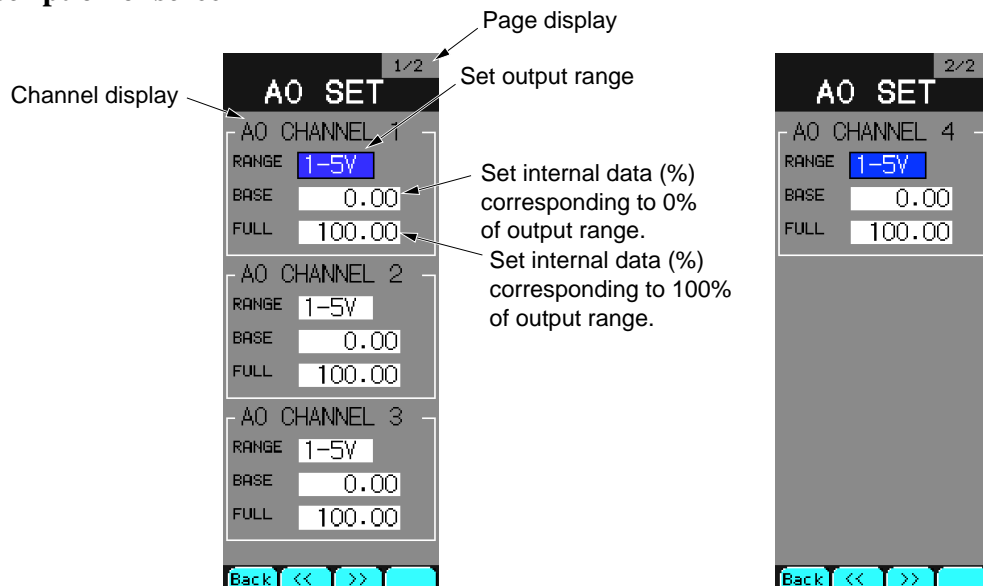 Page display
Channel display
Set output range
Set internal data (%)
corresponding to 0%
of output range.
Set internal data (%)
corresponding to 100%
of output range.
1/2
AO SET
AO CHANNEL 1
RANGE 1-5V
BASE 0.00
FULL 100.00
AO CHANNEL 2
RANGE 1-5V
BASE 0.00
FULL 100.00
AO CHANNEL 3
RANGE 1-5V
BASE 0.00
FULL 100.00
Back << >>
2/2
AO SET
AO CHANNEL 4
RANGE 1-5V
BASE 0.00
FULL 100.00
Back << >>